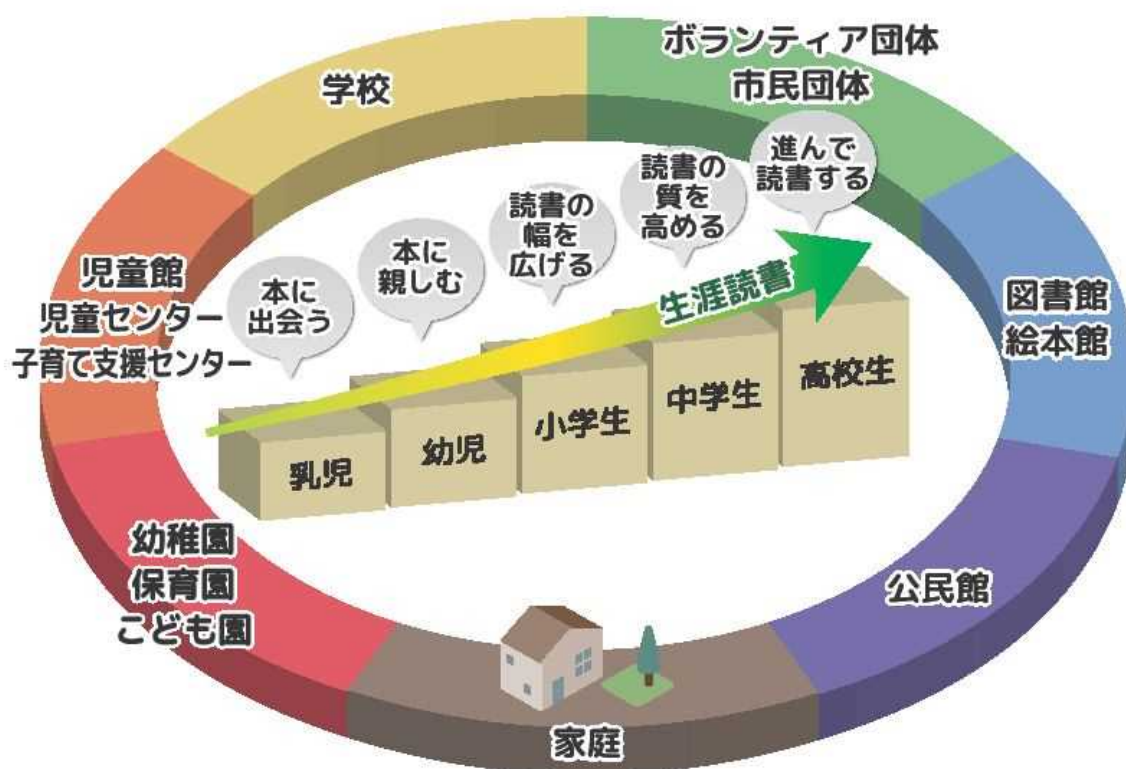 ボランティア団体
市民団体
学校
進んで
読書する
読書の
質を
高める
読書の
幅を
広げる
本に
親しむ
本に
出会う
児童館
児童センター
子育て支援センター
図書館
絵本館
生涯読書
高校生
中学生
小学生
幼児
乳児
幼稚園
保育園
こども園
公民館
家庭